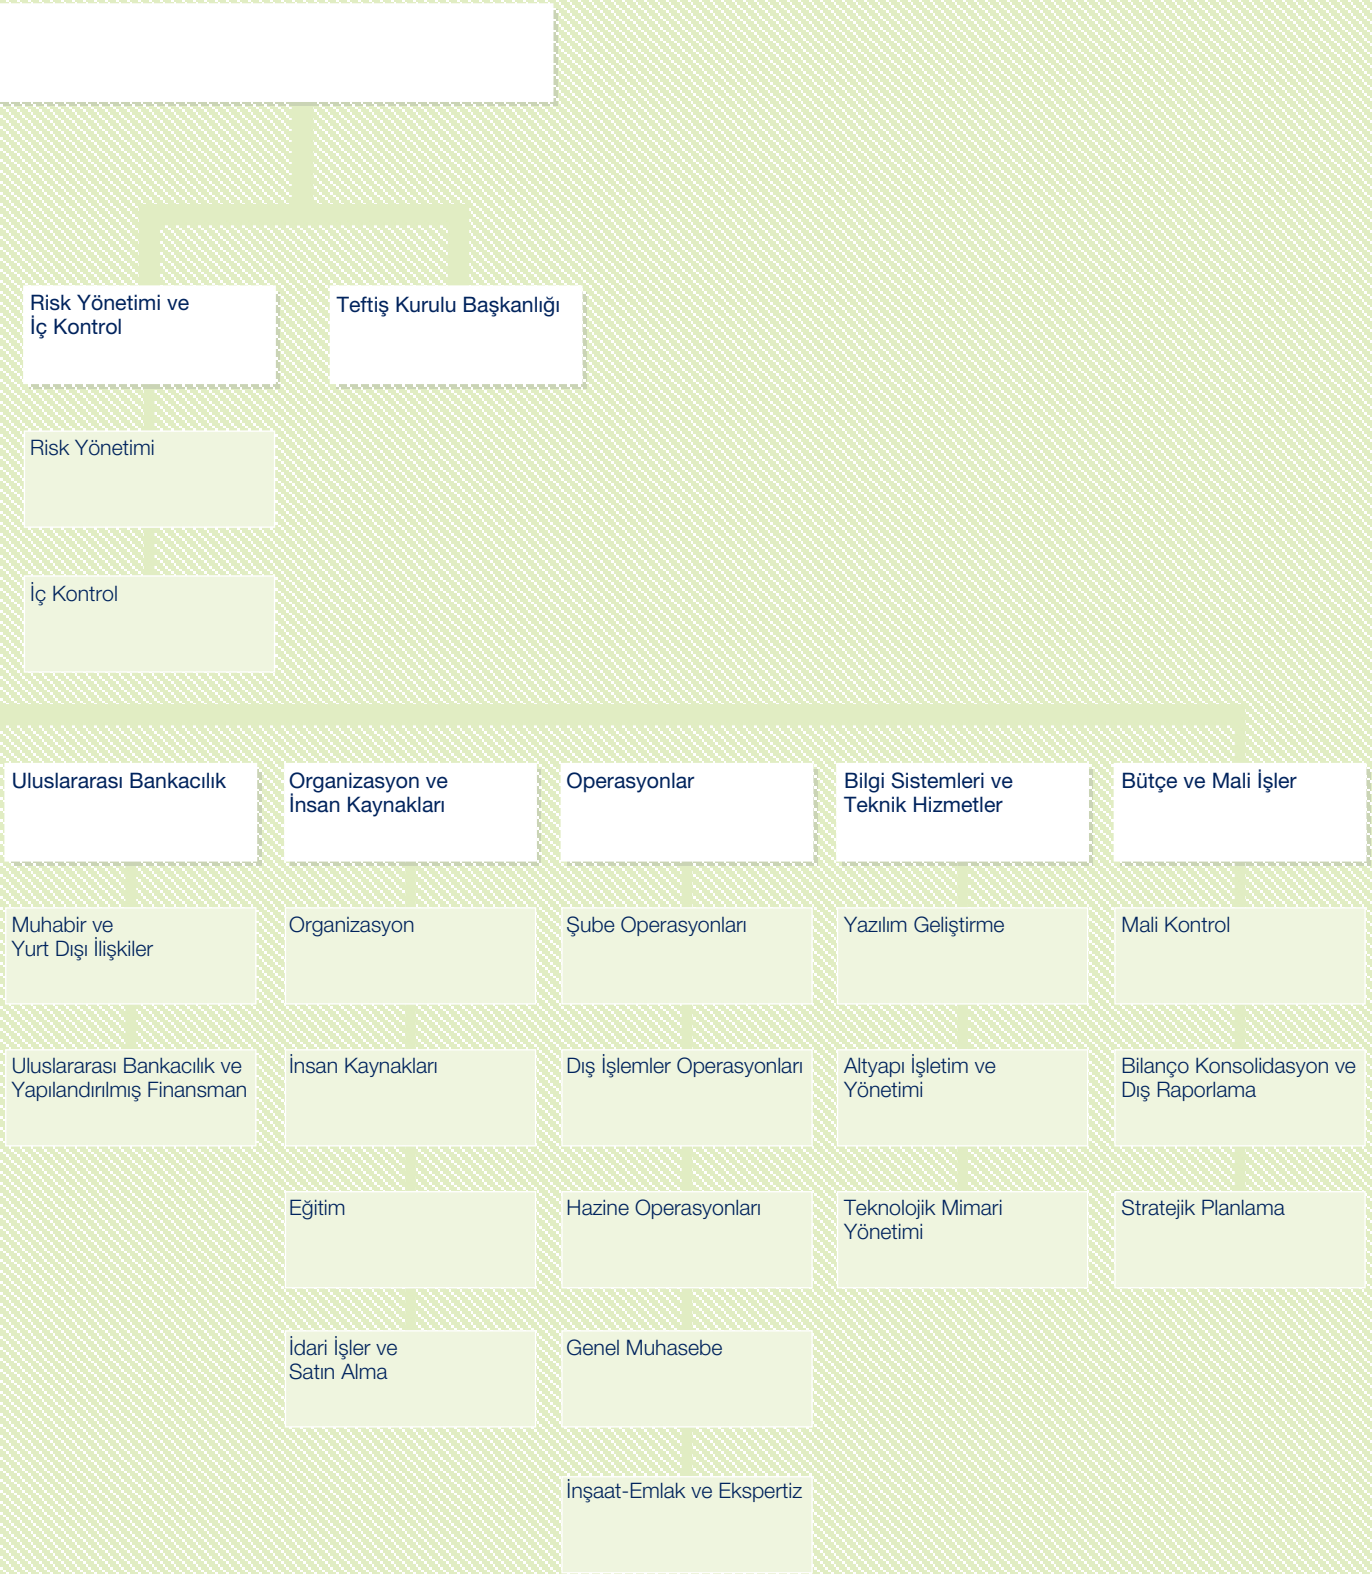 Risk Yönetimi ve
İç Kontrol
Teftiş Kurulu Başkanlığı
Risk Yönetimi
İç Kontrol
Uluslararası Bankacılık
Organizasyon ve
İnsan Kaynakları
Operasyonlar
Bilgi Sistemleri ve
Teknik Hizmetler
Bütçe ve Mali İşler
Muhabir ve
Yurt Dışı İlişkiler
Organizasyon
Şube Operasyonları
Yazılım Geliştirme
Mali Kontrol
Uluslararası Bankacılık ve
Yapılandırılmış Finansman
İnsan Kaynakları
Dış İşlemler Operasyonları
Altyapı İşletim ve
Yönetimi
Bilanço Konsolidasyon ve
Dış Raporlama
Eğitim
Hazine Operasyonları
Teknolojik Mimari
Yönetimi
Stratejik Planlama
İdari İşler ve
Satın Alma
Genel Muhasebe
İnşaat-Emlak ve Ekspertiz